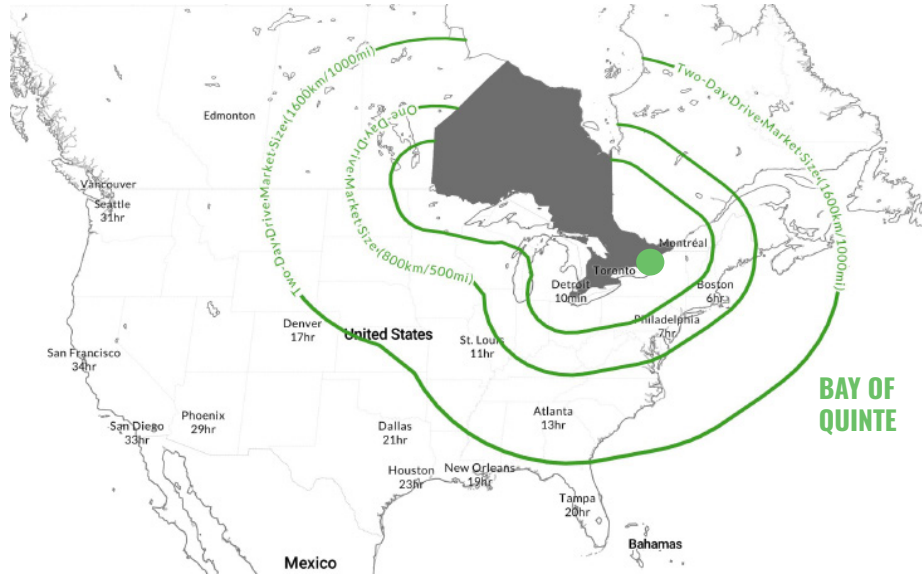 Two-Day-Drive-Market-Size-(1600km/1000mi)
Two-Day-Drive-Market-Size-(1600km/1000mi)
One-Day-Drive-Market-Size-(800km/500mi)
Edmonton
Vancouver
Seattle
31hr
Montréal
Toronto
Detroit
10min
Boston
6hr
Philadelphia
7hr
Denver
17hr
United States
St. Louis
11hr
San Francisco
34hr
BAY OF
QUINTE
Phoenix
29hr
San Diego
33hr
Dallas
21hr
Atlanta
13hr
Houston
23hr
New Orleans
19hr
Tampa
20hr
Bahamas
Mexico